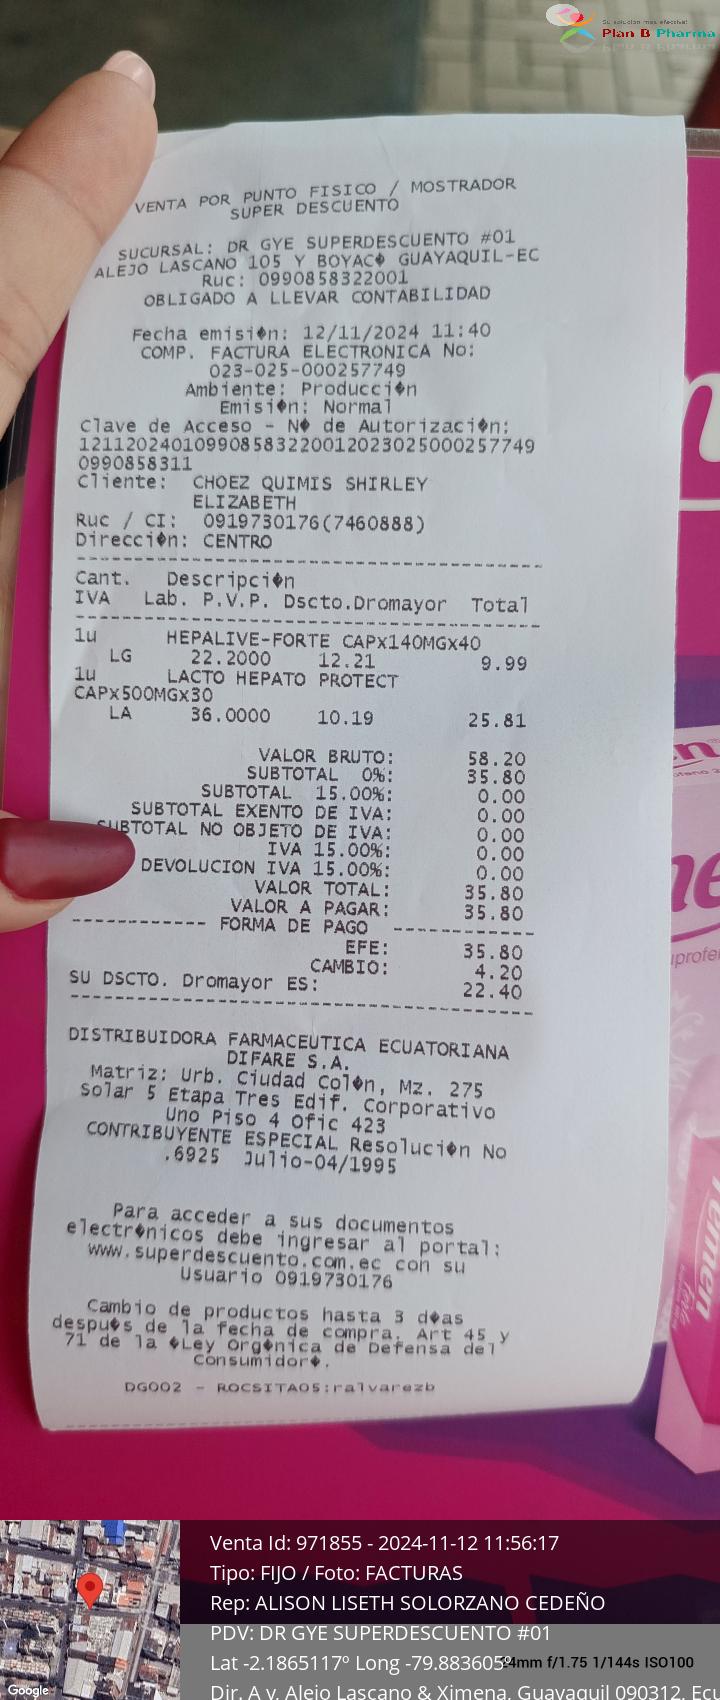 Su solucion mas efectiva!
Plan B Pharma
VENTA POR PUNTO FISICO / MOSTRADOR
SUPER DESCUENTO
SUCURSAL: DR GYE SUPERDESCUENTO #01
ALEJO LASCANO 105 Y BOYAC� GUAYAQUIL-EC
Ruc: 0990858322001
OBLIGADO A LLEVAR CONTABILIDAD
Fecha emisi�n: 12/11/2024 11:40
COMP. FACTURA ELECTRONICA No:
023-025-000257749
Ambiente: Producci�n
Emisi�n: Normal
Clave de Acceso - N� de Autorizaci�n:
121120240109908583220012023025000257749
0990858311
Cliente: CHOEZ QUIMIS SHIRLEY
ELIZABETH
Ruc / CI: 0919730176(7460888)
Direcci�n: CENTRO
Cant. Descripci�n
IVA Lab. P.V.P. Dscto.Dromayor Total
1u HEPALIVE-FORTE CAPx140MGx40
LG 22.2000 12.21 9.99
1u LACTO HEPATO PROTECT
CAPx500MGx30
LA 36.0000 10.19 25.81
VALOR BRUTO: 58.20
SUBTOTAL 0%: 35.80
SUBTOTAL 15.00%: 0.00
SUBTOTAL EXENTO DE IVA: 0.00
SUBTOTAL NO OBJETO DE IVA: 0.00
IVA 15.00%: 0.00
DEVOLUCION IVA 15.00%: 0.00
VALOR TOTAL: 35.80
VALOR A PAGAR: 35.80
----------- FORMA DE PAGO -----------
EFE: 35.80
CAMBIO: 4.20
SU DSCTO. Dromayor ES: 22.40
DISTRIBUIDORA FARMACEUTICA ECUATORIANA
DIFARE S.A.
Matriz: Urb. Ciudad Col�n, Mz. 275
Solar 5 Etapa Tres Edif. Corporativo
Uno Piso 4 Ofic 423
CONTRIBUYENTE ESPECIAL Resoluci�n No
.6925 Julio-04/1995
Para acceder a sus documentos
electr�nicos debe ingresar al portal:
www.superdescuento.com.ec con su
Usuario 0919730176
Cambio de productos hasta 3 d�as
despu�s de la fecha de compra. Art 45 y
71 de la �Ley Org�nica de Defensa del
Consumidor�.
DG002 - ROCSITA05:ralvarezb
Venta Id: 971855 - 2024-11-12 11:56:17
Tipo: FIJO / Foto: FACTURAS
Rep: ALISON LISETH SOLORZANO CEDEÑO
PDV: DR GYE SUPERDESCUENTO #01
Lat -2.1865117º Long -79.883605
24mm f/1.75 1/144s ISO100
Dir. A v. Alejo Lascano & Ximena, Guayaquil 090312, Ecu
Google